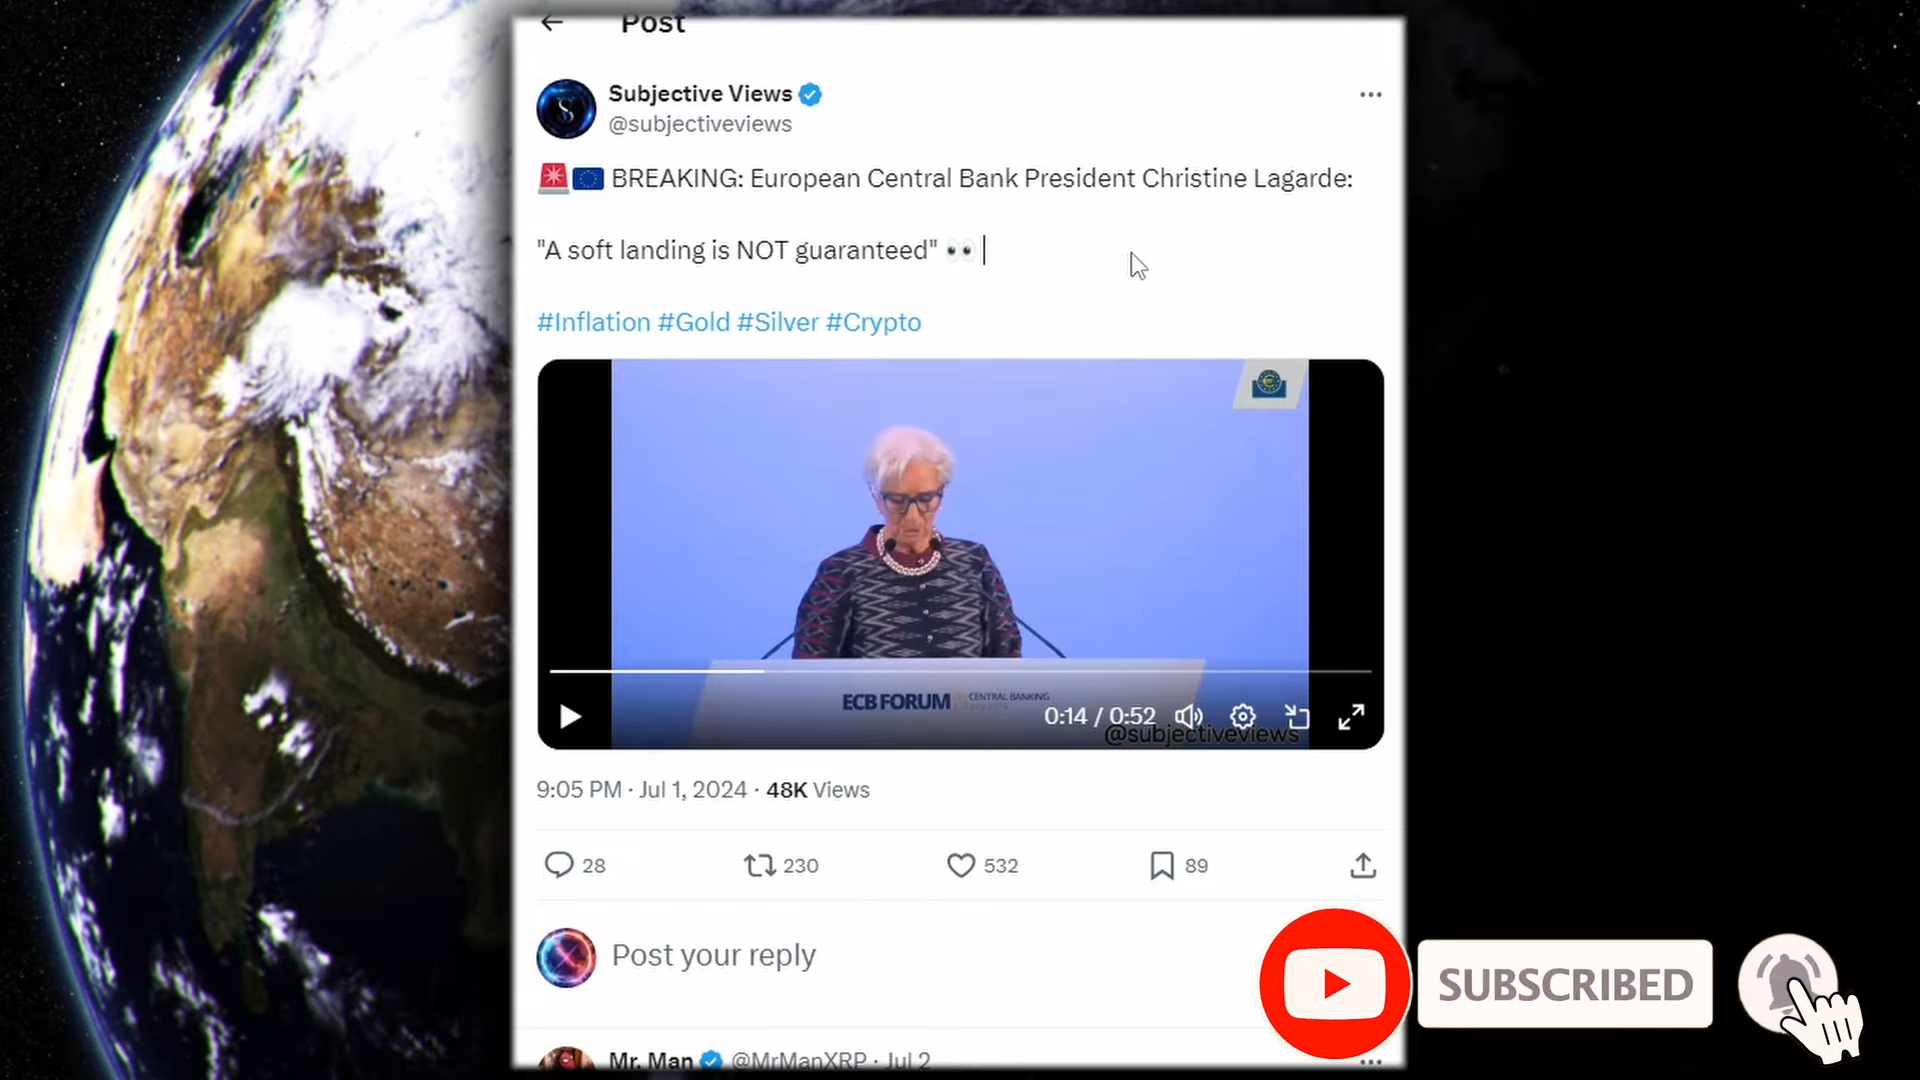 Post
Subjective Views
@subjectiveviews
BREAKING: European Central Bank President Christine Lagarde:
"A soft landing is NOT guaranteed"
#Inflation #Gold #Silver #Crypto
ECB FORUM
CENTRAL BANKING
0:14 / 0:52
@subjectiveviews
9:05 PM · Jul 1, 2024 · 48K Views
28 230 532 89
Post your reply
SUBSCRIBED
Mr. Man @MrManXRP · Jul 2